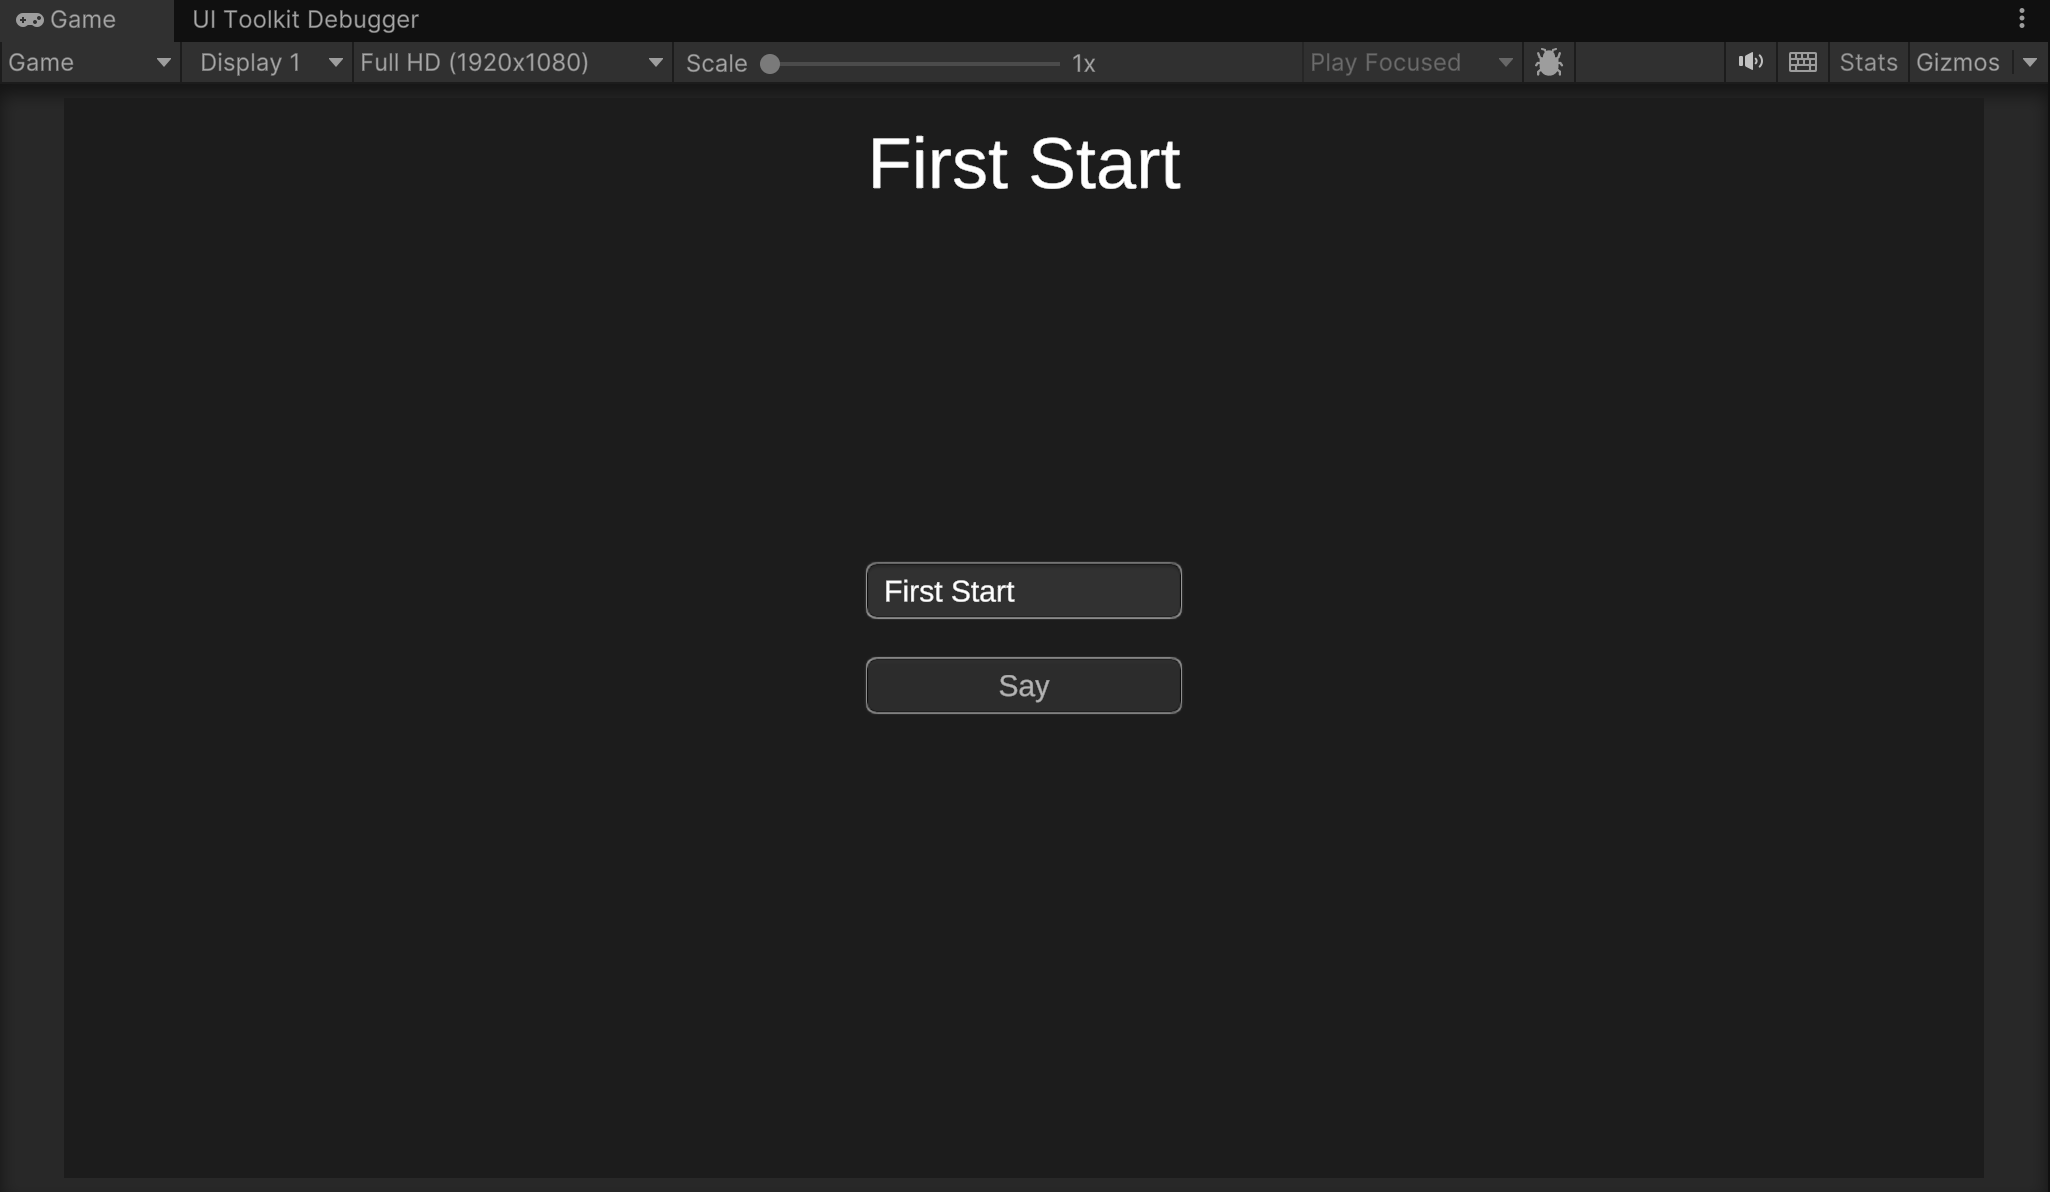 Game
UI Toolkit Debugger
Game
Display 1
Full HD (1920x1080)
Scale
1x
Play Focused
Stats
Gizmos
First Start
First Start
Say